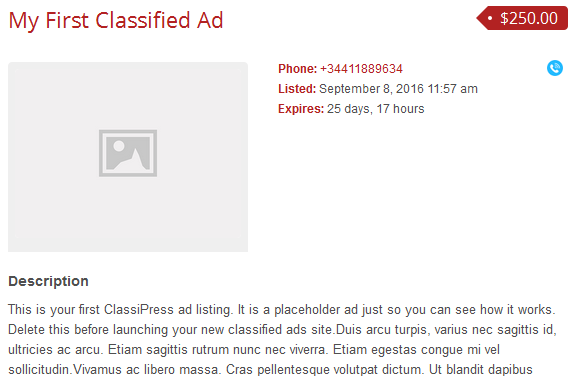 My First Classified Ad
$250.00
Phone: +34411889634
Listed: September 8, 2016 11:57 am
Expires: 25 days, 17 hours
Description
This is your first ClassiPress ad listing. It is a placeholder ad just so you can see how it works.
Delete this before launching your new classified ads site.Duis arcu turpis, varius nec sagittis id,
ultricies ac arcu. Etiam sagittis rutrum nunc nec viverra. Etiam egestas congue mi vel
sollicitudin.Vivamus ac libero massa. Cras pellentesque volutpat dictum. Ut blandit dapibus